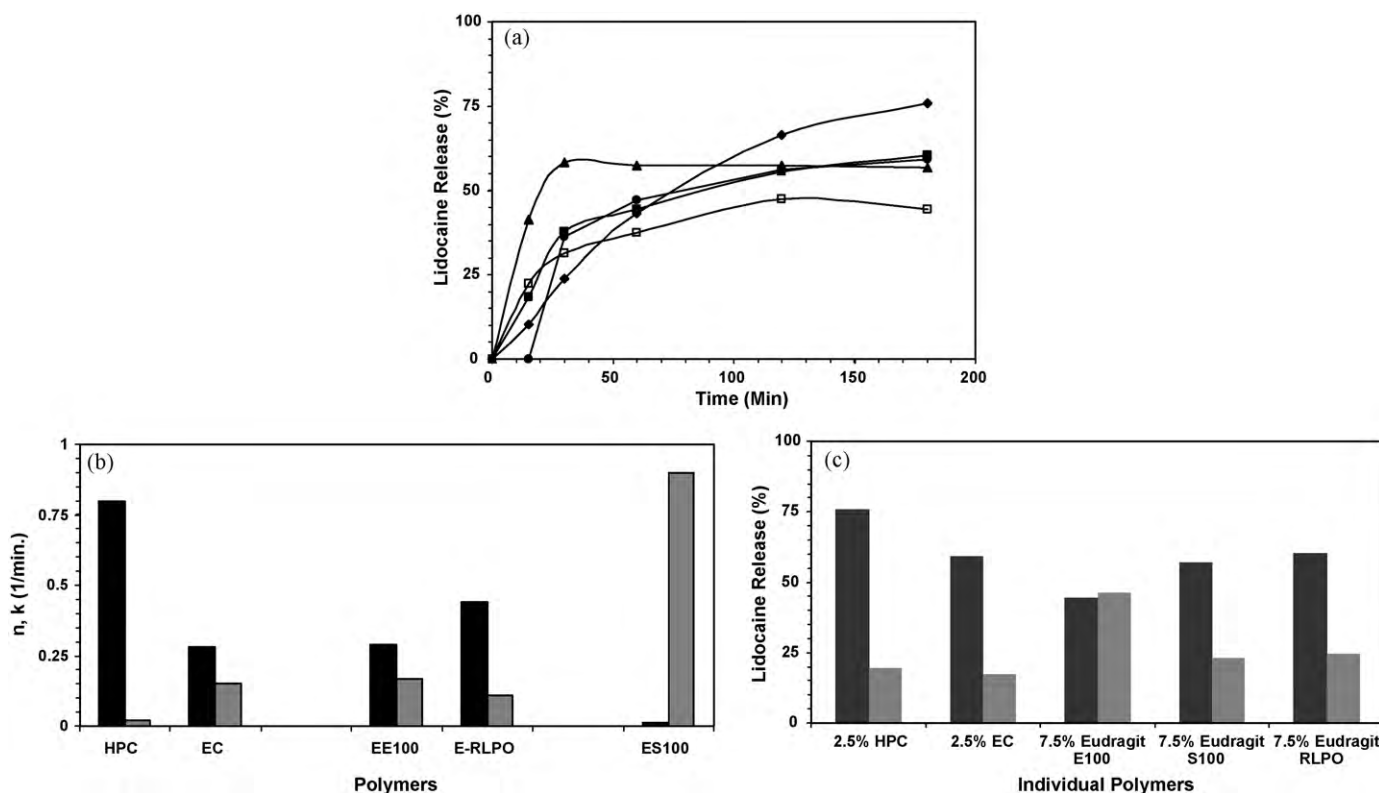 (a)
Lidocaine Release (%)
100
75
50
25
0
0 50 100 150 200
Time (Min)
(b)
n, k (1/min.)
1
0.75
0.5
0.25
0
HPC EC EE100 E-RLPO ES100
Polymers
(c)
Lidocaine Release (%)
100
75
50
25
0
2.5% HPC 2.5% EC 7.5% Eudragit 7.5% Eudragit 7.5% Eudragit
E100 S100 RLPO
Individual Polymers